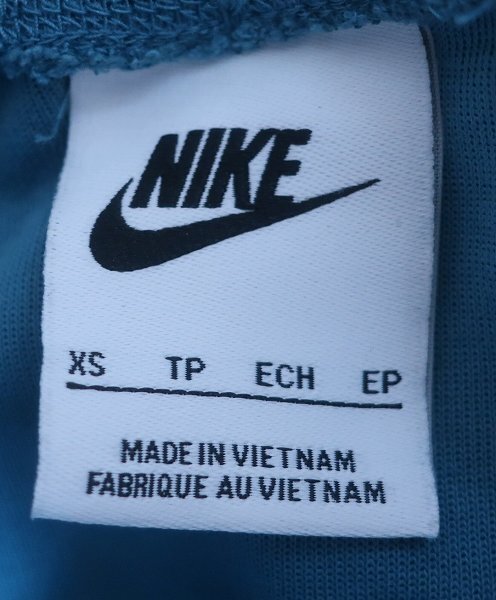 NIKE
XS TP ECH EP
MADE IN VIETNAM
FABRIQUE AU VIETNAM